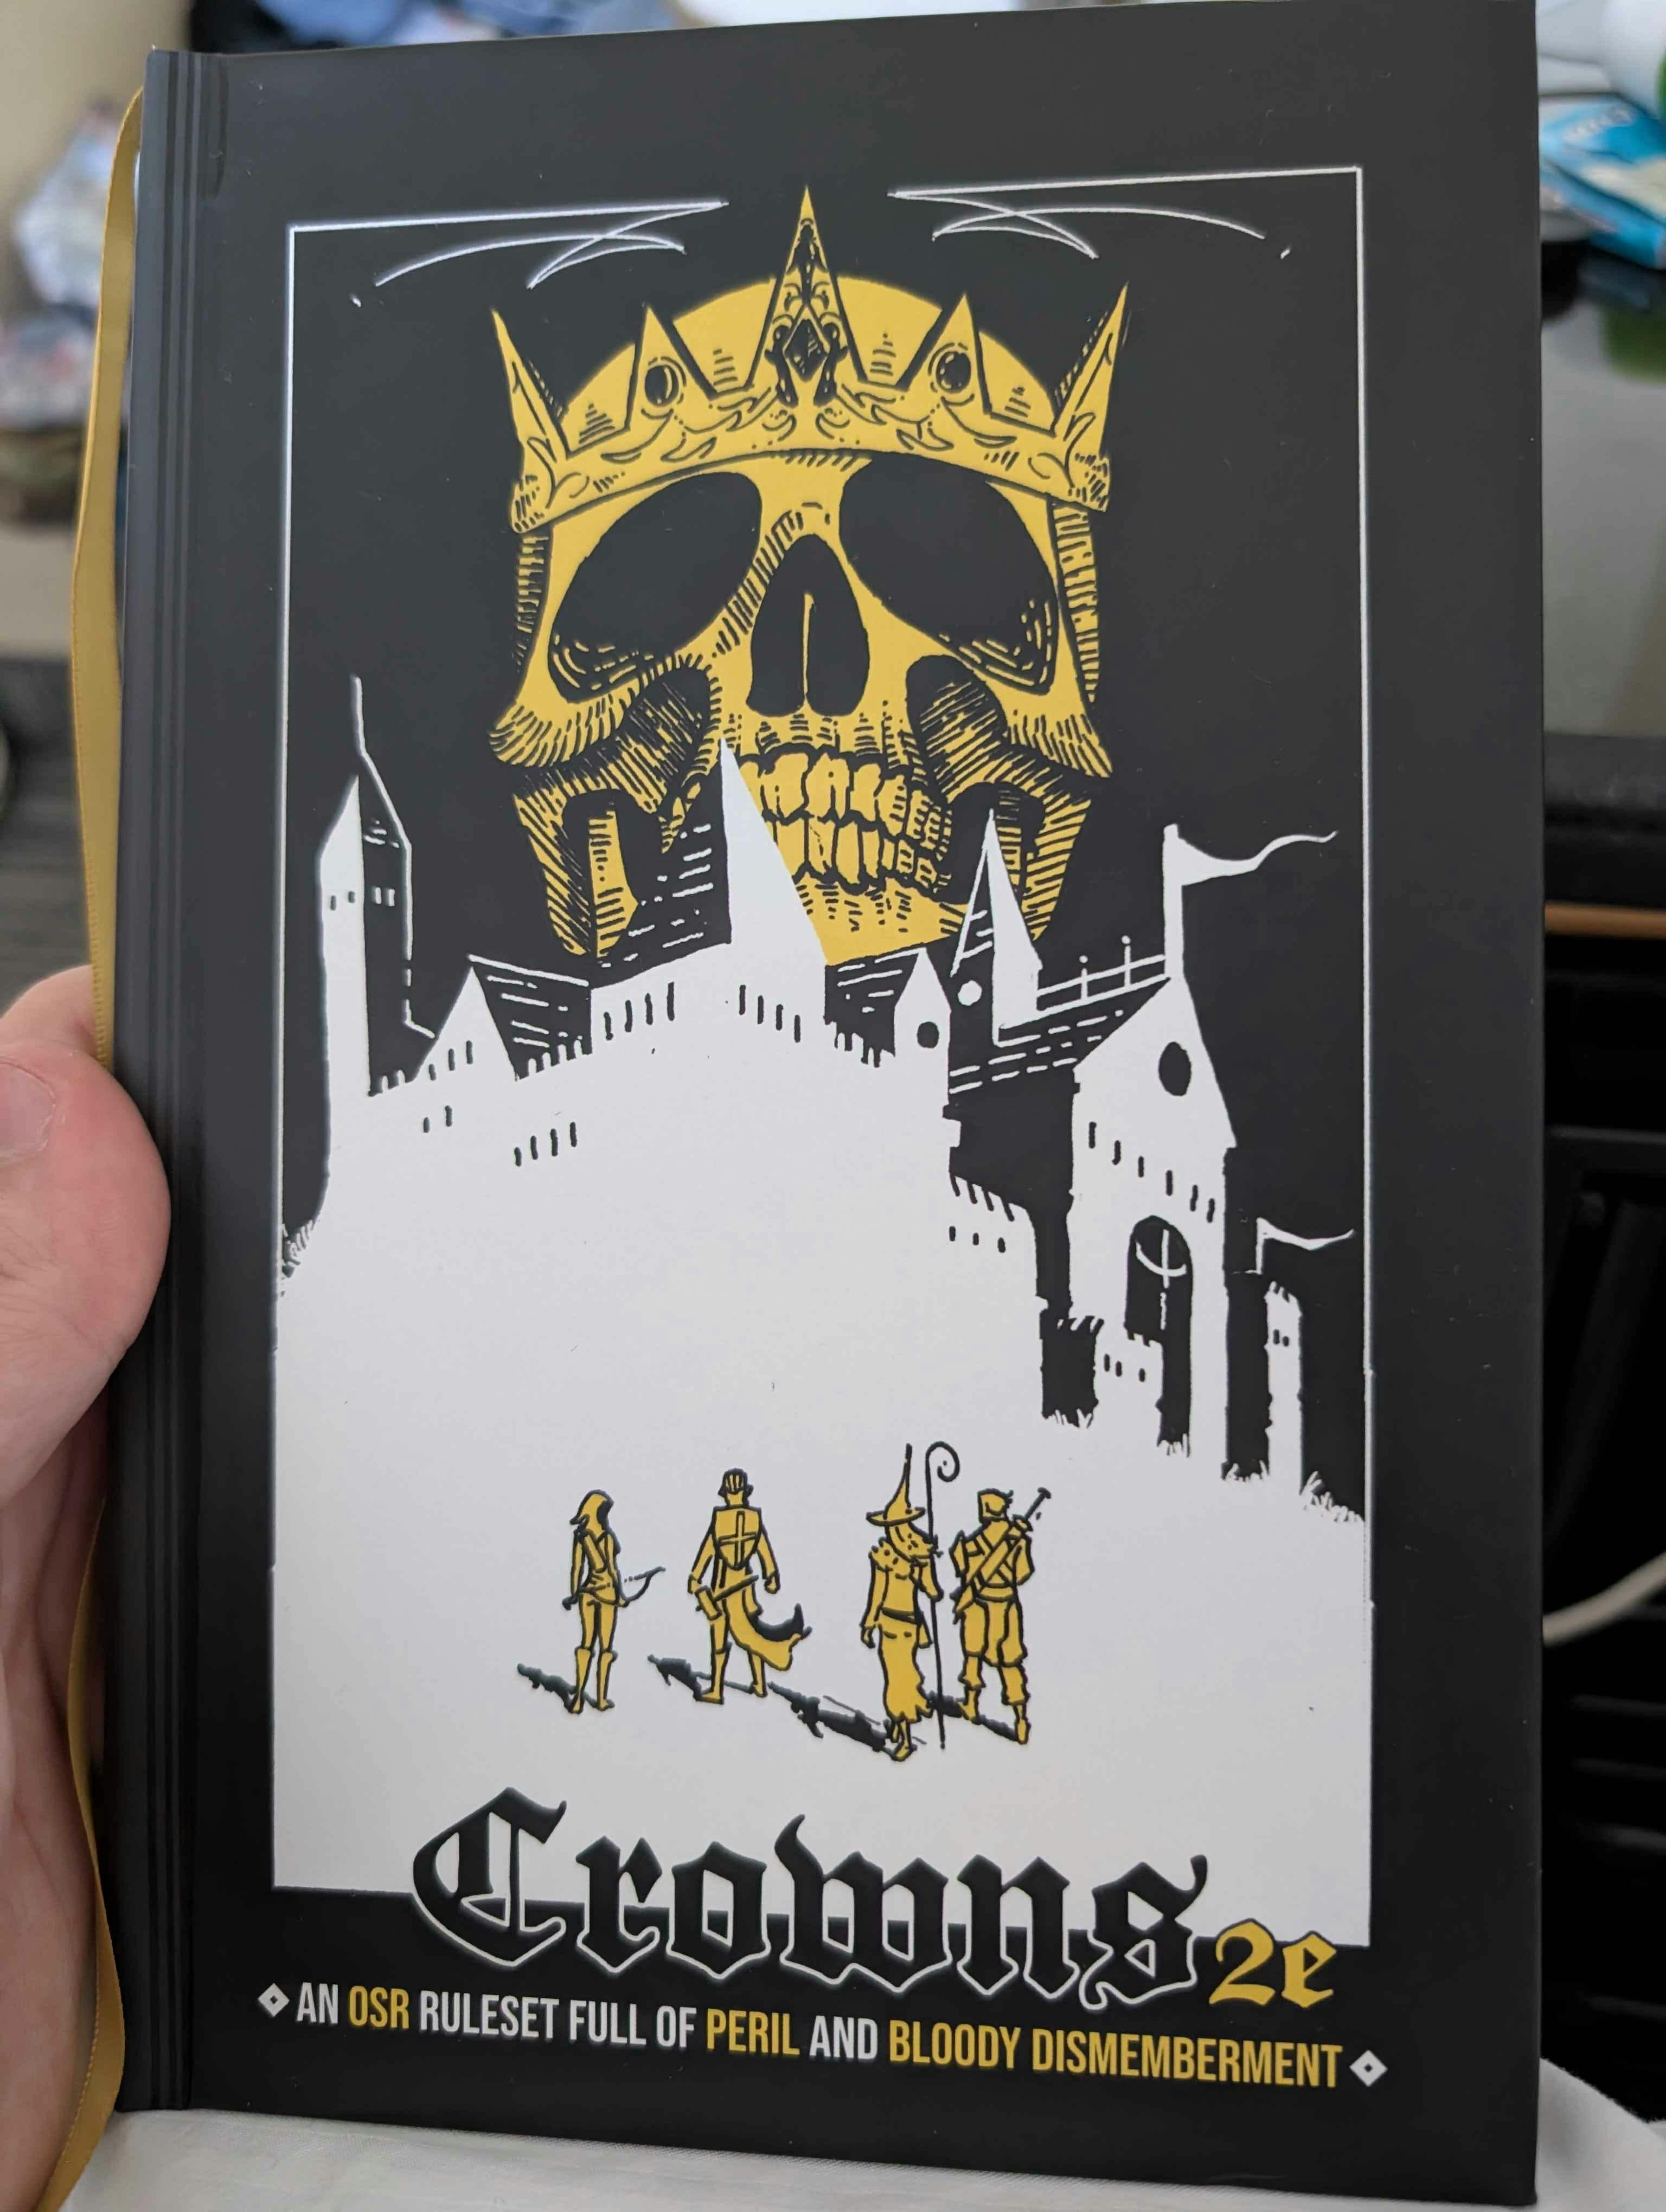 Crowns 2e
AN OSR RULESET FULL OF PERIL AND BLOODY DISMEMBERMENT